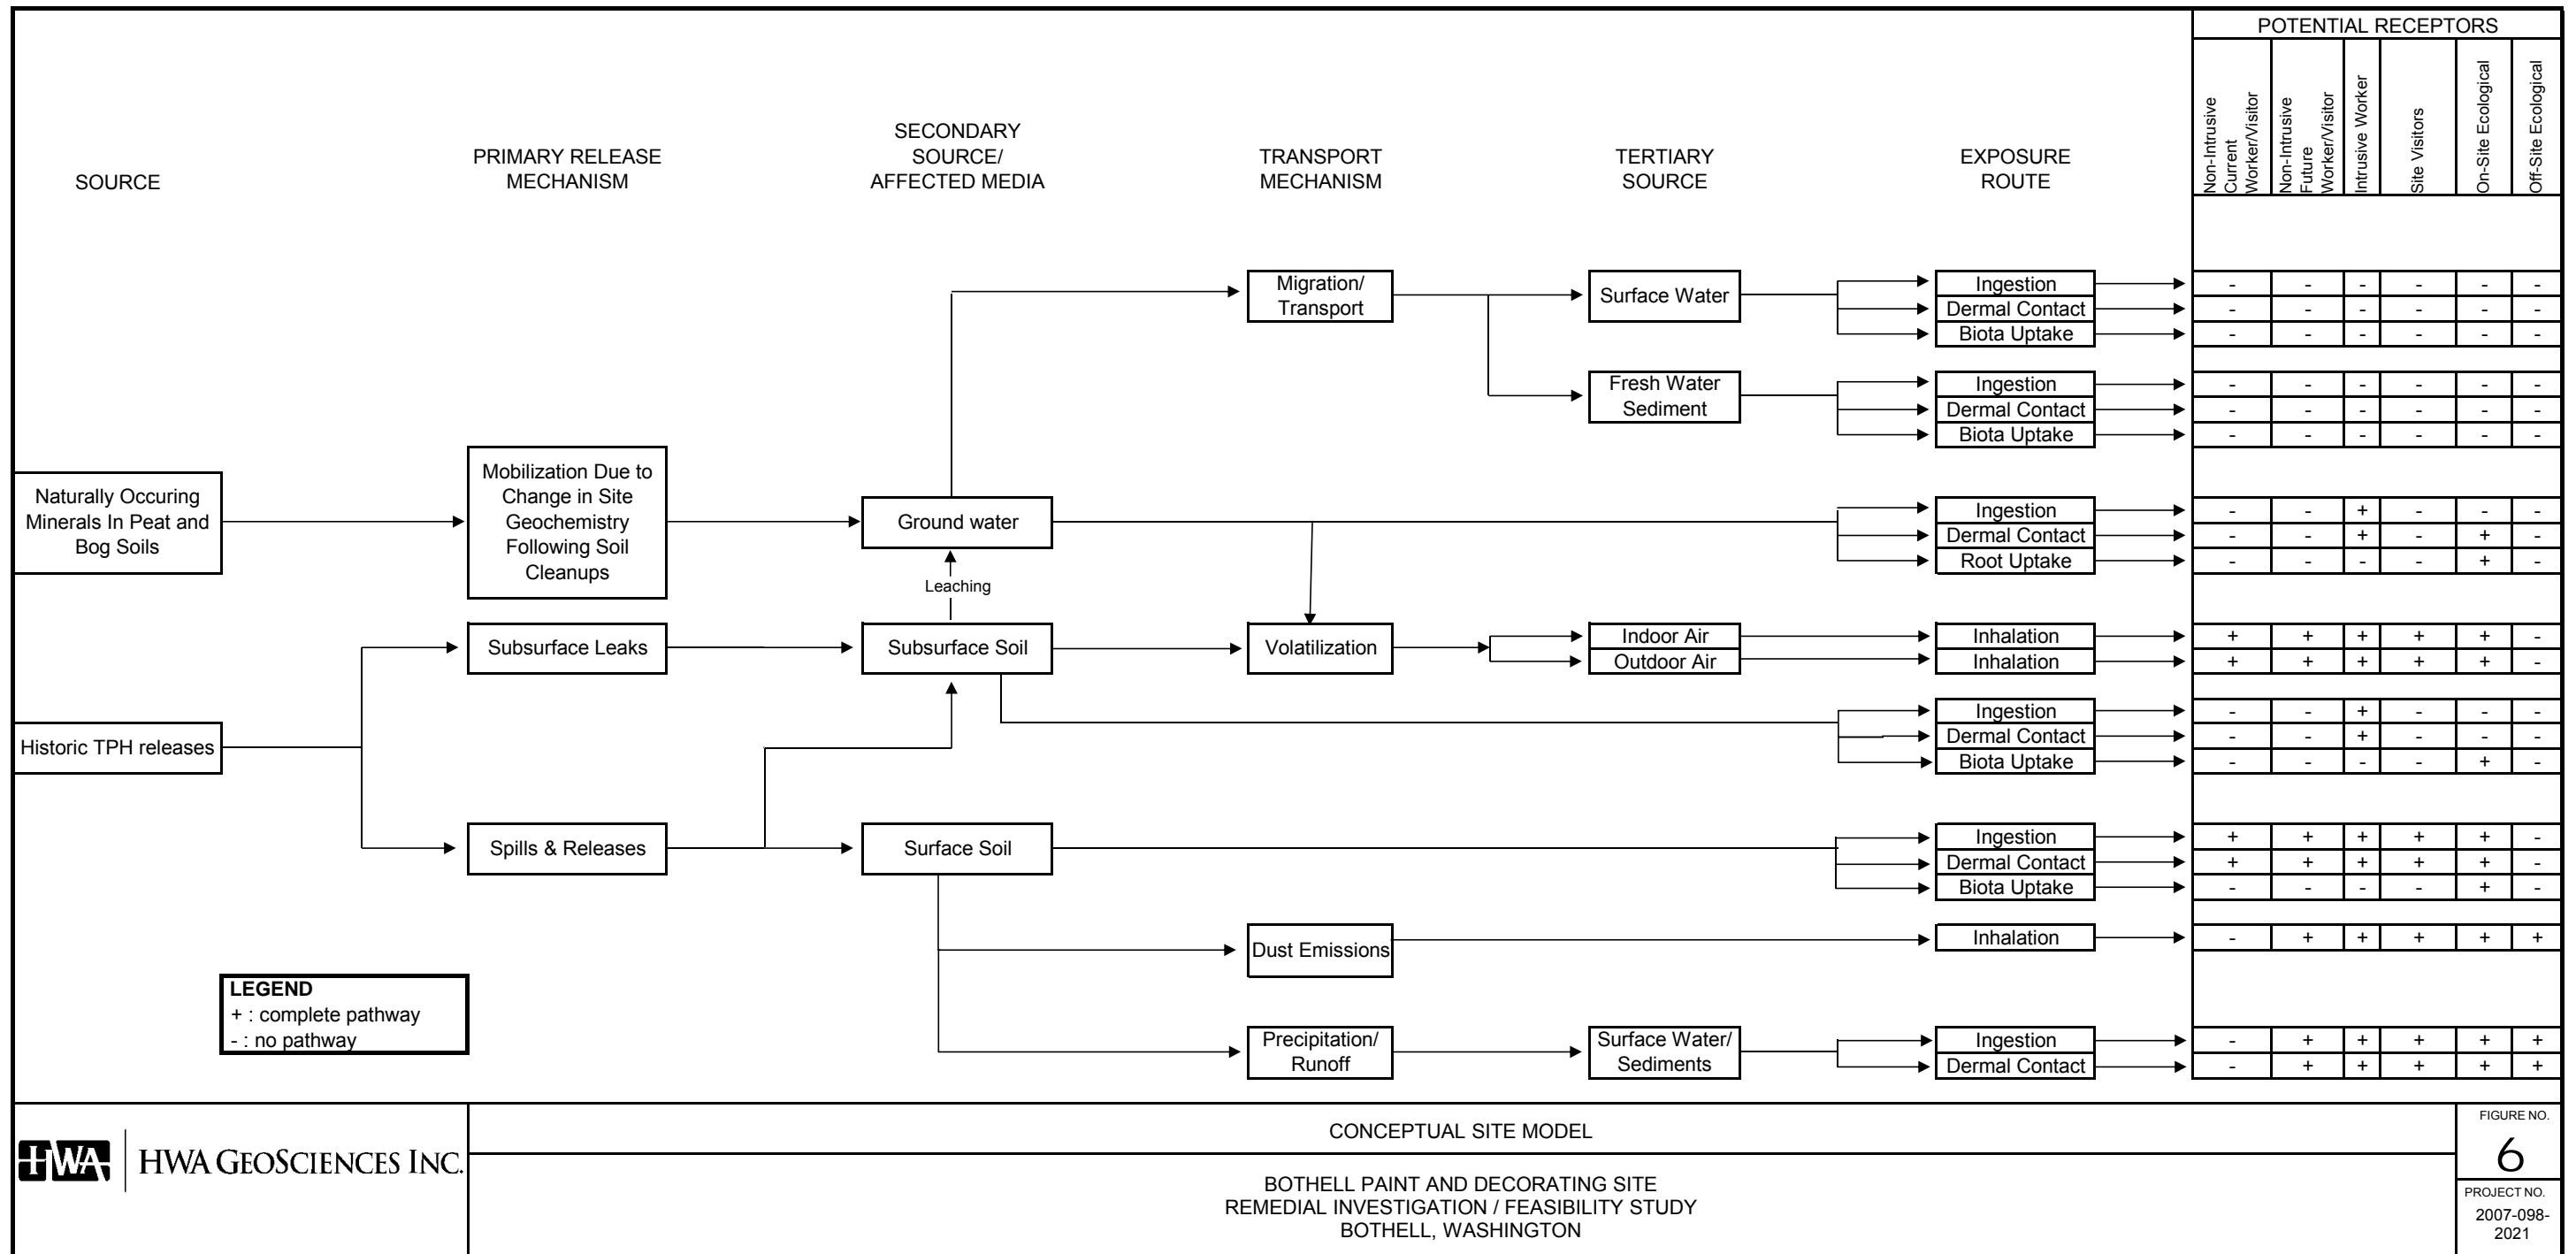 POTENTIAL RECEPTORS
Non-Intrusive
Current
Worker/Visitor
Non-Intrusive
Future
Worker/Visitor
Intrusive Worker
Site Visitors
On-Site Ecological
Off-Site Ecological
SOURCE
PRIMARY RELEASE
MECHANISM
SECONDARY
SOURCE/
AFFECTED MEDIA
TRANSPORT
MECHANISM
TERTIARY
SOURCE
EXPOSURE
ROUTE
Migration/
Transport
Surface Water
Ingestion - - - - - -
Dermal Contact - - - - - -
Biota Uptake - - - - - -
Fresh Water
Sediment
Ingestion - - - - - -
Dermal Contact - - - - - -
Biota Uptake - - - - - -
Naturally Occuring
Minerals In Peat and
Bog Soils
Mobilization Due to
Change in Site
Geochemistry
Following Soil
Cleanups
Ground water
Ingestion - - + - - -
Dermal Contact - - + - + -
Root Uptake - - - - + -
Leaching
Subsurface Leaks
Subsurface Soil
Volatilization
Indoor Air
Inhalation + + + + + -
Outdoor Air
Inhalation + + + + + -
Ingestion - - + - - -
Dermal Contact - - + - - -
Biota Uptake - - - - + -
Historic TPH releases
Spills & Releases
Surface Soil
Ingestion + + + + + -
Dermal Contact + + + + + -
Biota Uptake - - - - + -
Dust Emissions
Inhalation - + + + + +
Precipitation/
Runoff
Surface Water/
Sediments
Ingestion - + + + + +
Dermal Contact - + + + + +
LEGEND
+ : complete pathway
- : no pathway
HWA
HWA GEOSCIENCES INC.
CONCEPTUAL SITE MODEL
BOTHELL PAINT AND DECORATING SITE
REMEDIAL INVESTIGATION / FEASIBILITY STUDY
BOTHELL, WASHINGTON
FIGURE NO.
6
PROJECT NO.
2007-098-
2021